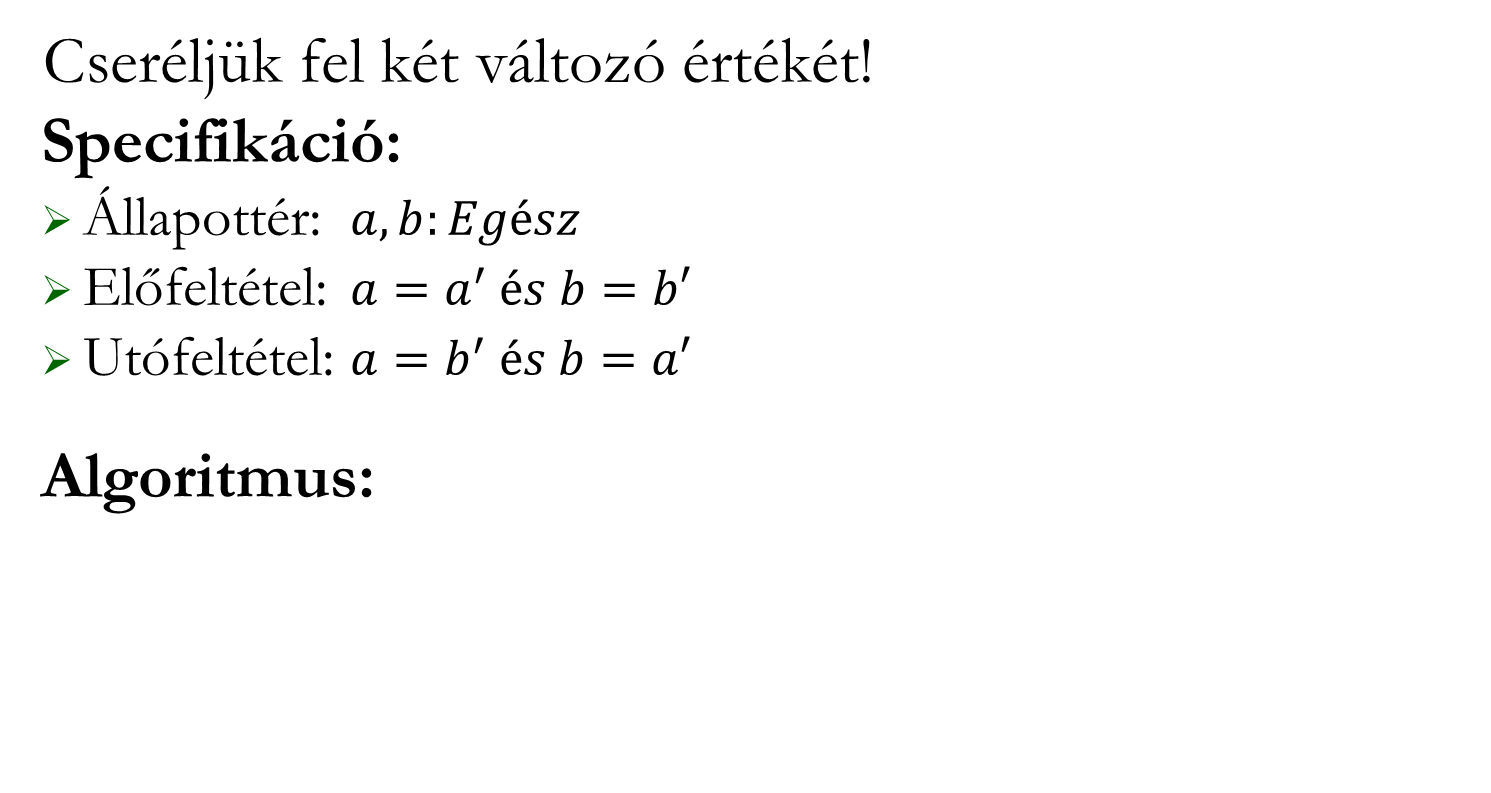 Cseréljük fel két változó értékét!
Specifikáció:
➢ Állapottér: a, b: Egész
➢ Előfeltétel: a = a′ és b = b′
➢ Utófeltétel: a = b′ és b = a′
Algoritmus: